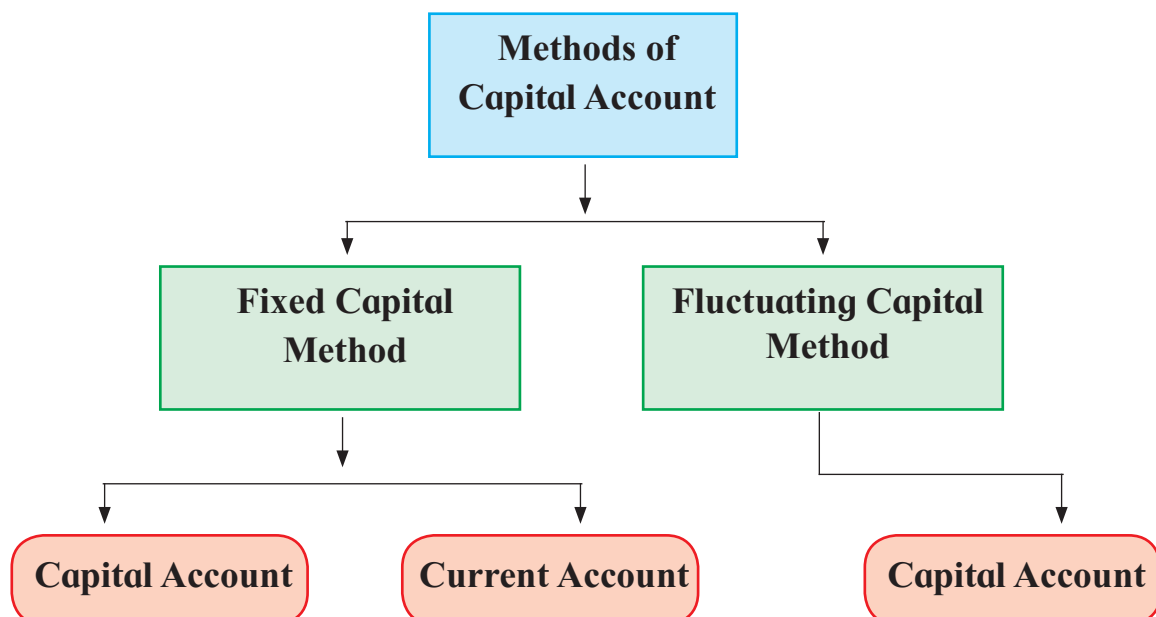 Methods of
Capital Account
Fixed Capital
Method
Fluctuating Capital
Method
Capital Account
Current Account
Capital Account